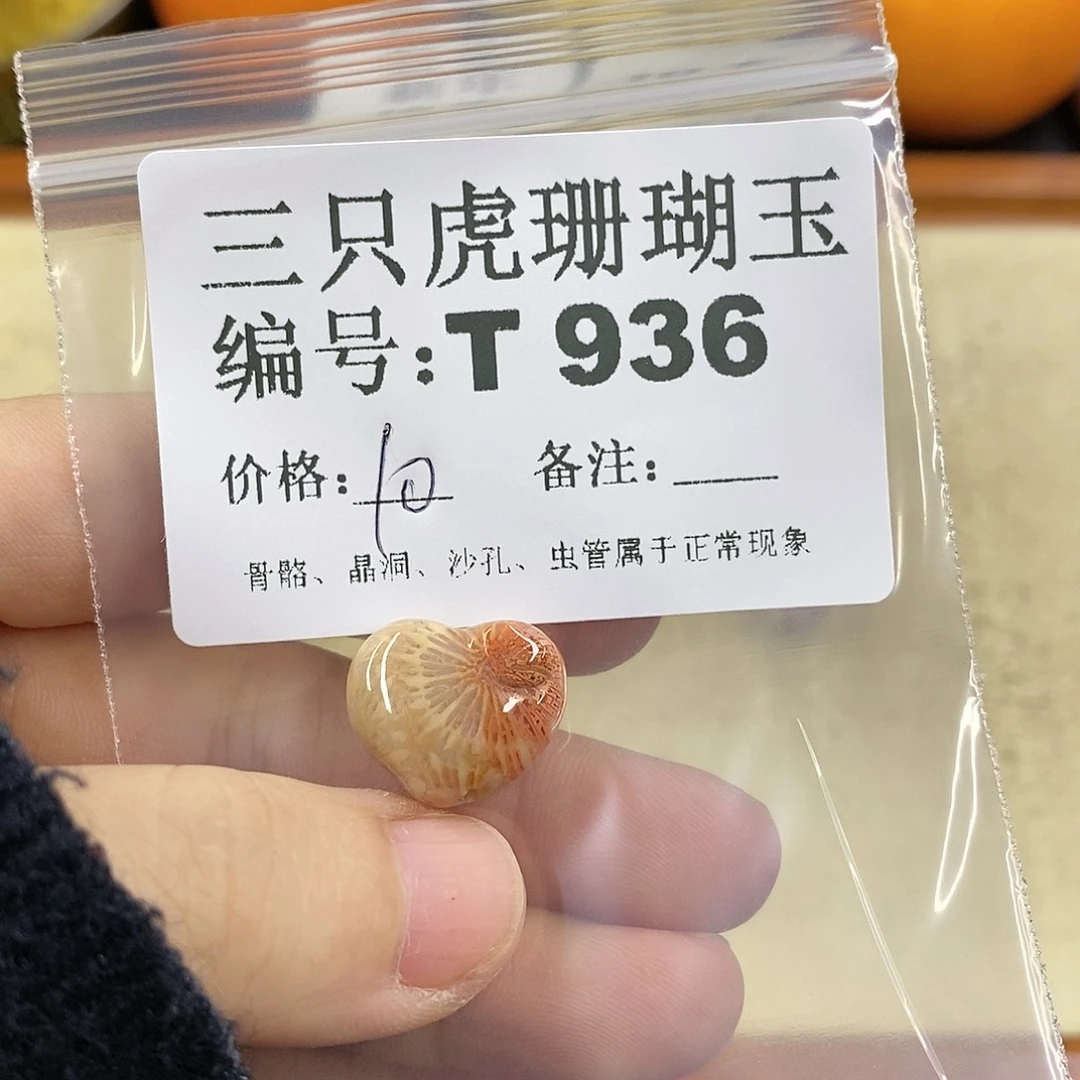 三只虎珊瑚玉
编号:T 936
价格:10 备注:____
骨骼、晶洞、沙孔、虫管属于正常现象